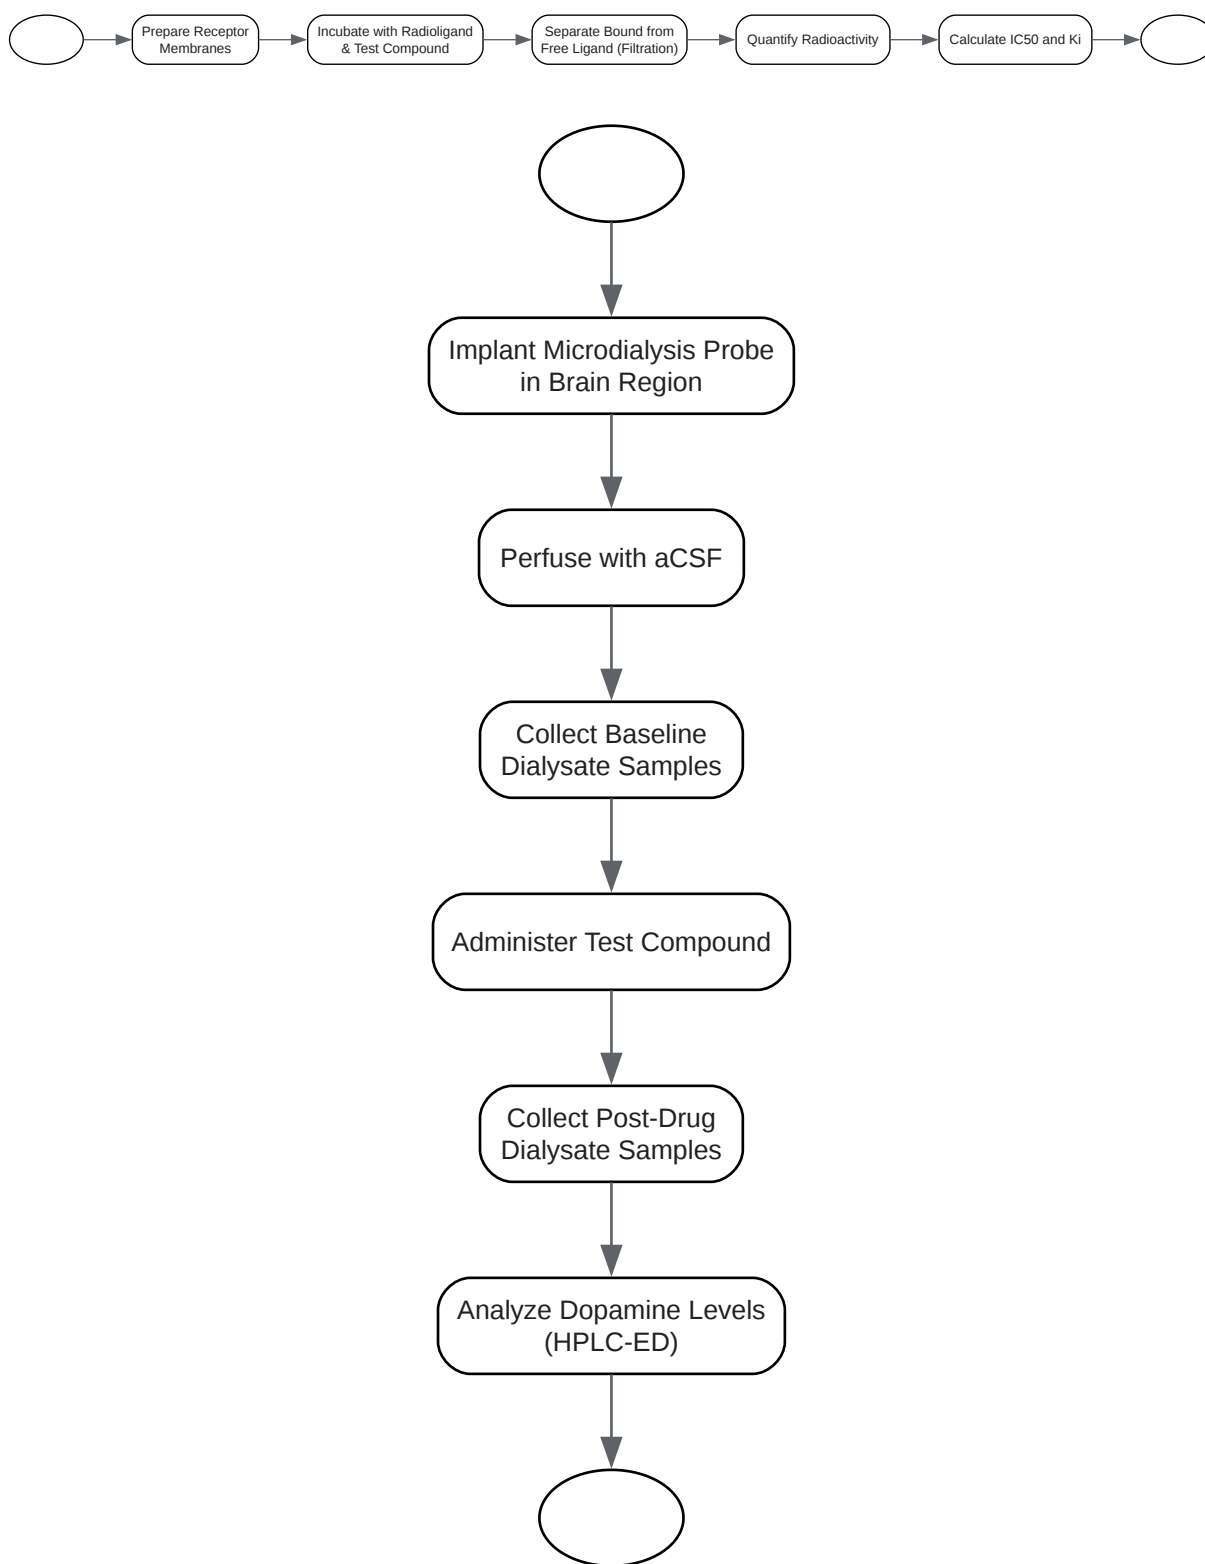 Prepare Receptor
Membranes
Incubate with Radioligand
& Test Compound
Separate Bound from
Free Ligand (Filtration)
Quantify Radioactivity
Calculate IC50 and Ki
Implant Microdialysis Probe
in Brain Region
Perfuse with aCSF
Collect Baseline
Dialysate Samples
Administer Test Compound
Collect Post-Drug
Dialysate Samples
Analyze Dopamine Levels
(HPLC-ED)